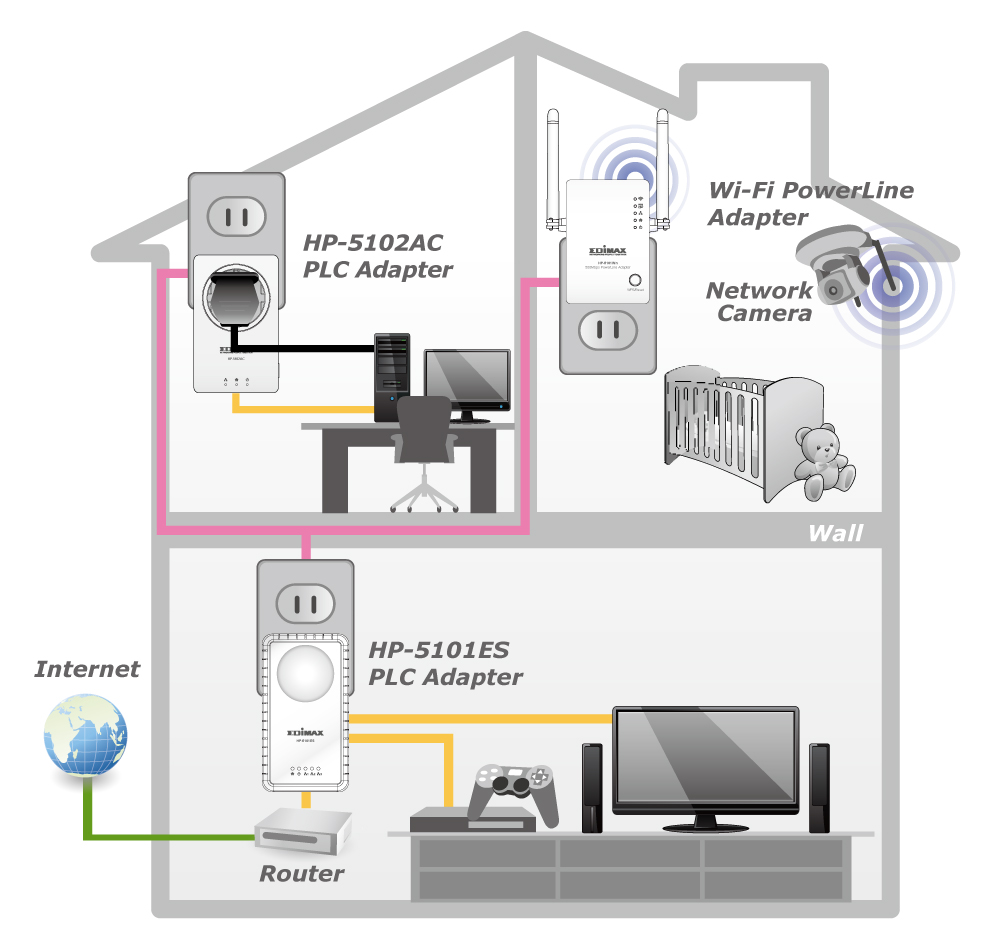 HP-5102AC
PLC Adapter
EDIMAX
Wi-Fi PowerLine
Adapter
Network
Camera
Wall
HP-5101ES
PLC Adapter
EDIMAX
Internet
Router